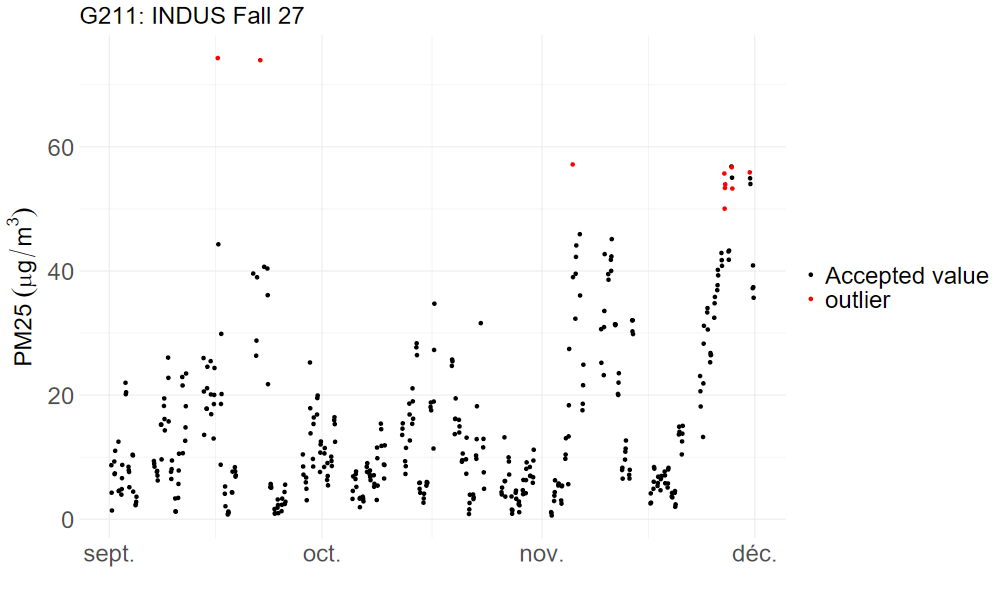 G211: INDUS Fall 27
PM25 (µg/m³)
60
40
20
0
sept.
oct.
nov.
déc.
Accepted value
outlier